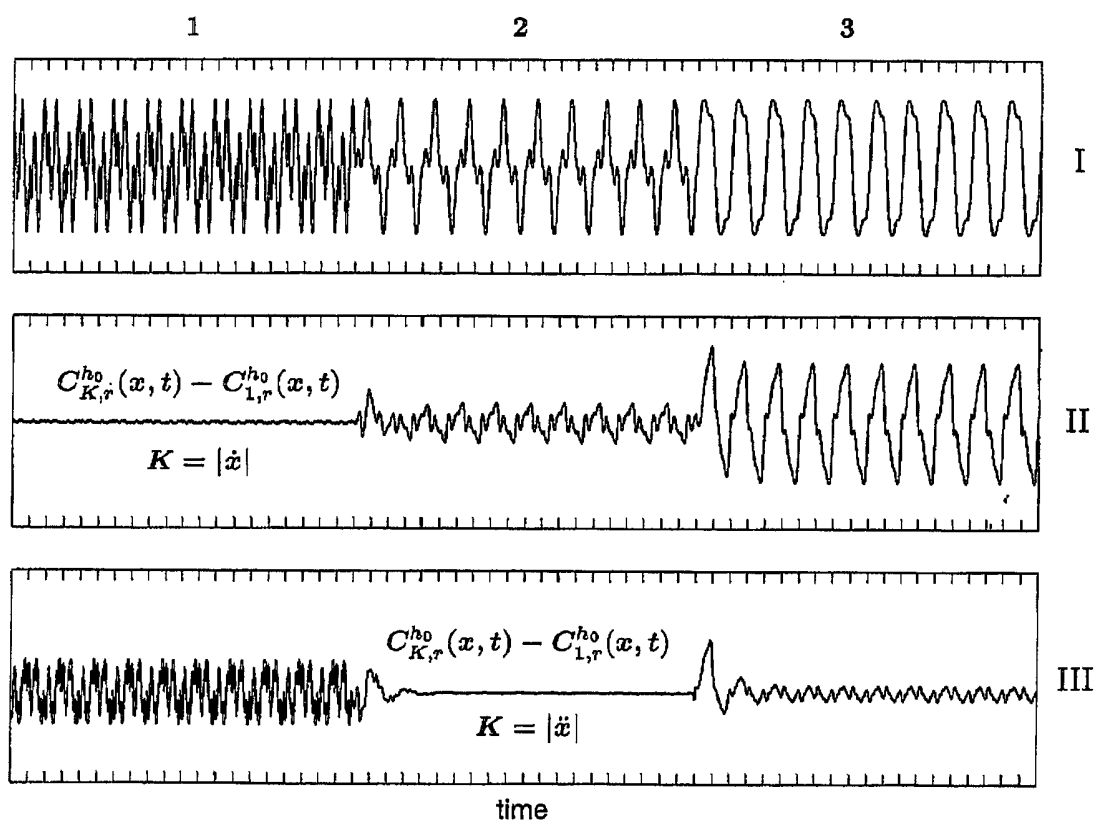 1 2 3
I
C^{h_0}_{K,r}(x, t) − C^{h_0}_{1,r}(x, t)
K = |ẋ|
II
C^{h_0}_{K,r}(x, t) − C^{h_0}_{1,r}(x, t)
K = |ẍ|
III
time